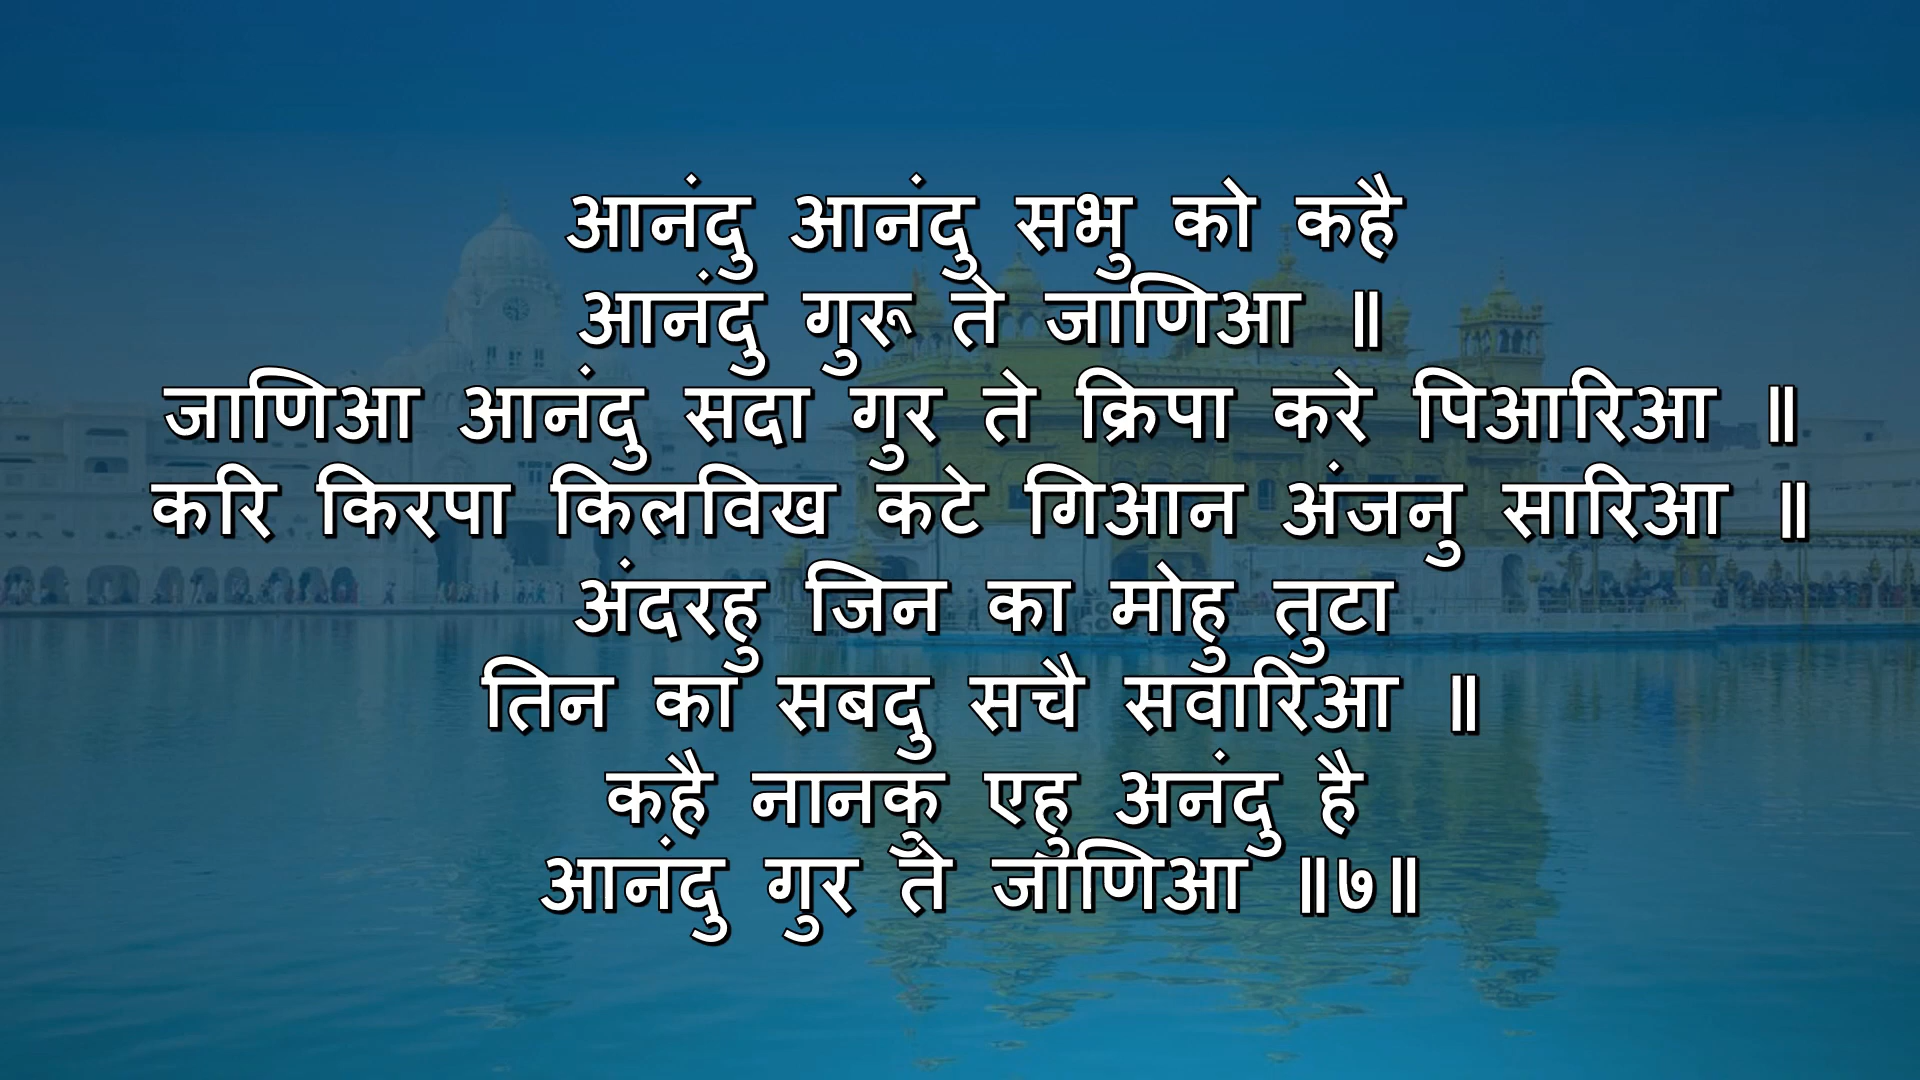 आनंदु आनंदु सभु को कहै
आनंदु गुरू ते जाणिआ ॥
जाणिआ आनंदु सदा गुर ते क्रिपा करे पिआरिआ ॥
करि किरपा किलविख कटे गिआन अंजनु सारिआ ॥
अंदरहु जिन का मोहु तुटा
तिन का सबदु सचै सवारिआ ॥
कहै नानकु एहु अनंदु है
आनंदु गुर ते जाणिआ ॥७॥